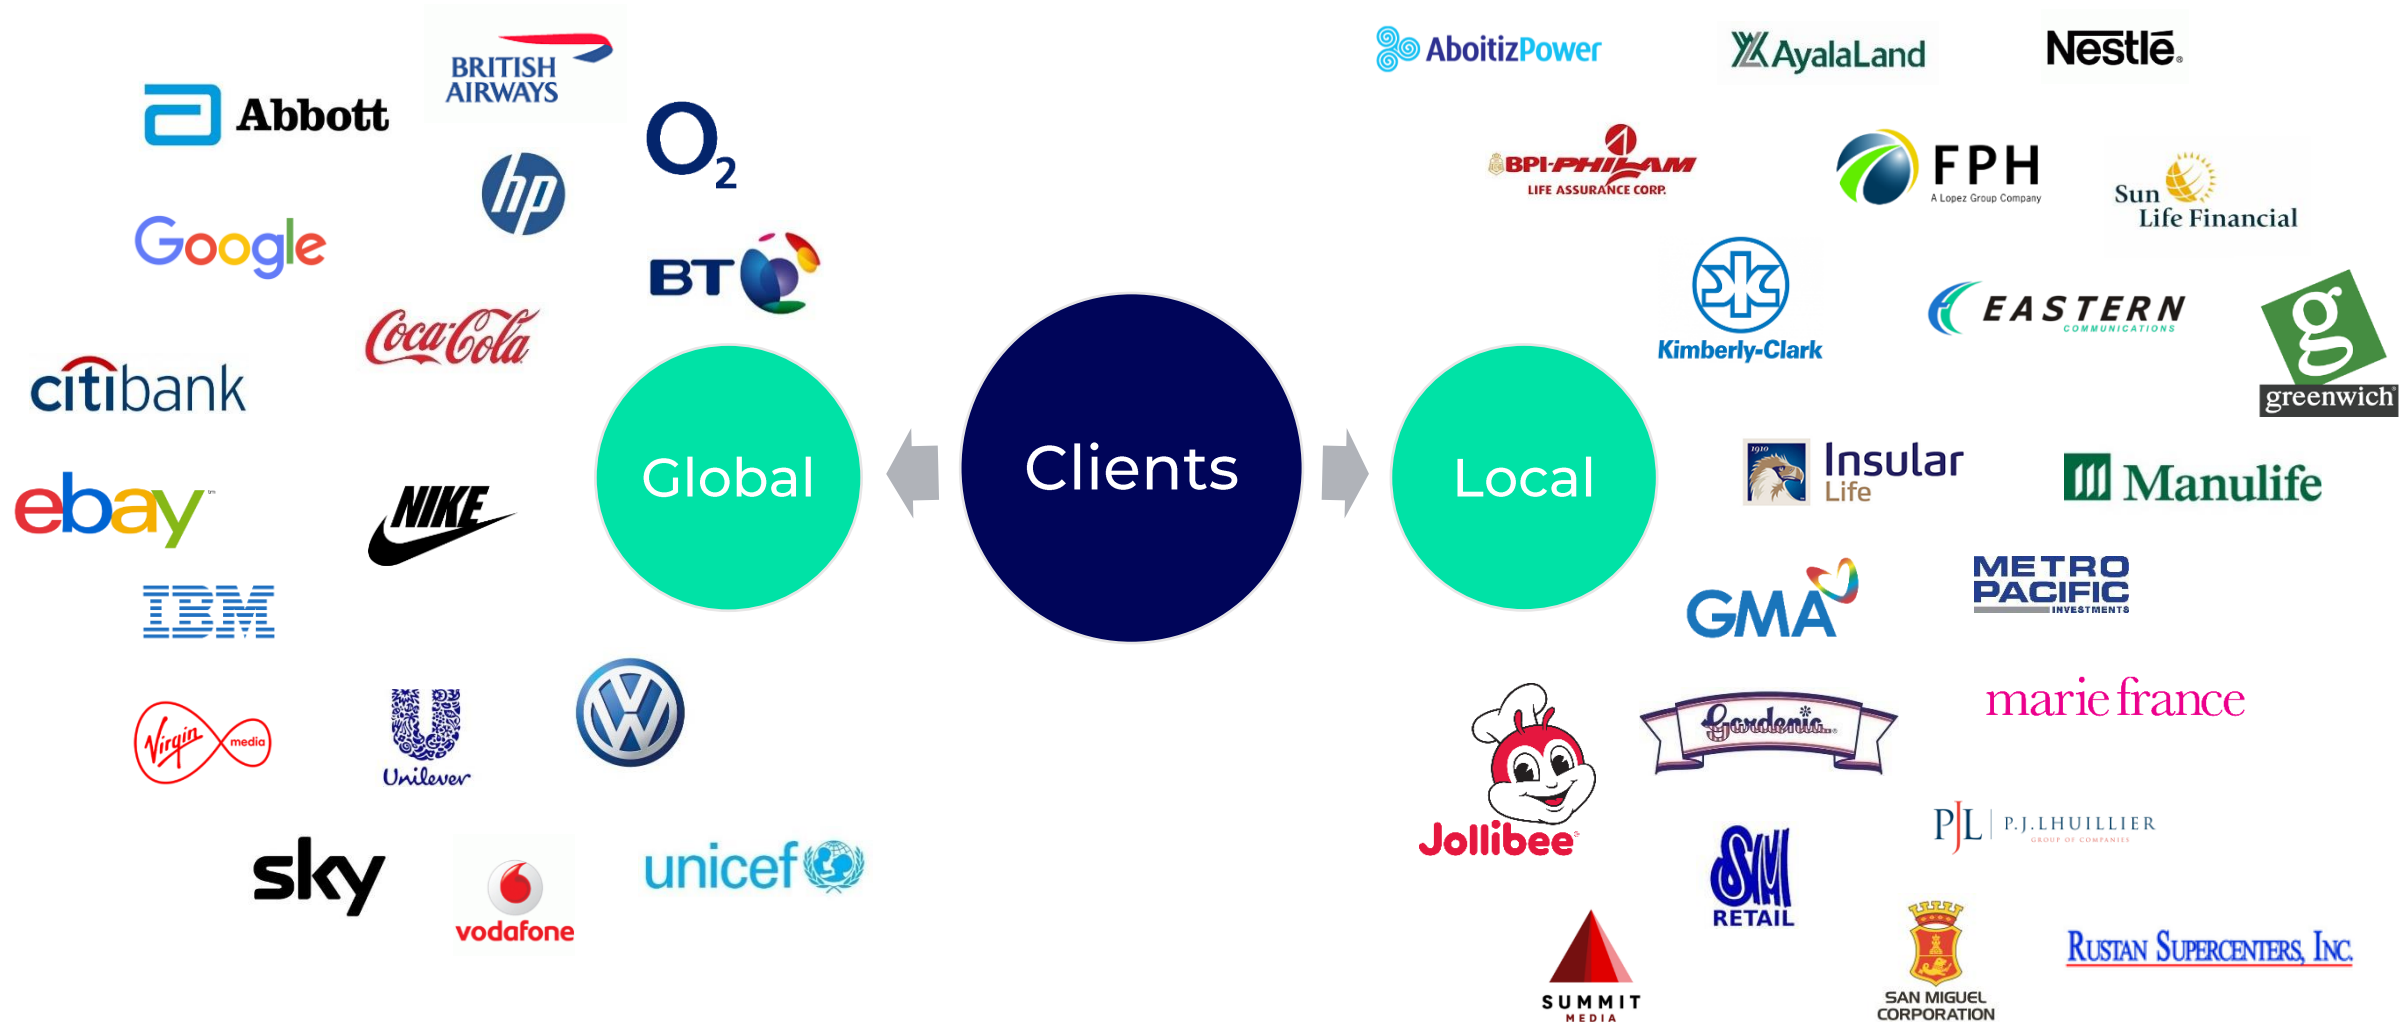 BRITISH
AIRWAYS
Abbott
O2
hp
Google
BT
Coca-Cola
citibank
ebay™
NIKE
IBM
Virgin media
Unilever
VW
sky
vodafone
unicef
Global
Clients
Local
AboitizPower
AyalaLand
Nestlé®
BPI-PHILAM
LIFE ASSURANCE CORP.
FPH
A Lopez Group Company
Sun
Life Financial
Kimberly-Clark
EASTERN
COMMUNICATIONS
g
greenwich®
1910
Insular
Life
Manulife
GMA
METRO
PACIFIC
INVESTMENTS
marie france
Gardenia
Jollibee
PJL
P.J.LHUILLIER
GROUP OF COMPANIES
SM
RETAIL
SUMMIT
MEDIA
SAN MIGUEL
CORPORATION
RUSTAN SUPERCENTERS, INC.